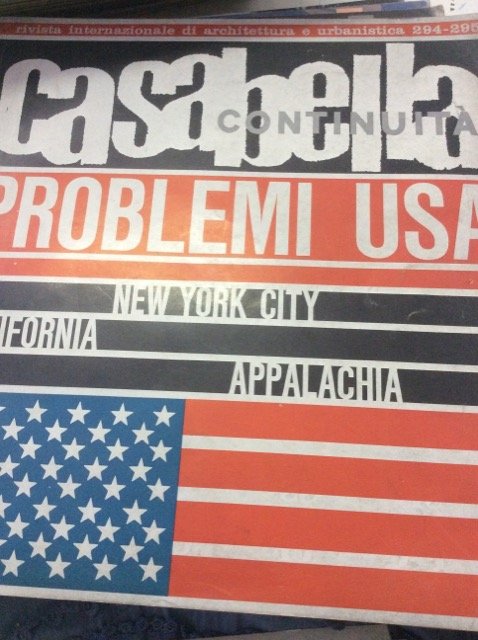 rivista internazionale di architettura e urbanistica 294-295
casabella
CONTINUITÀ
PROBLEMI USA
NEW YORK CITY
IFORNIA
APPALACHIA